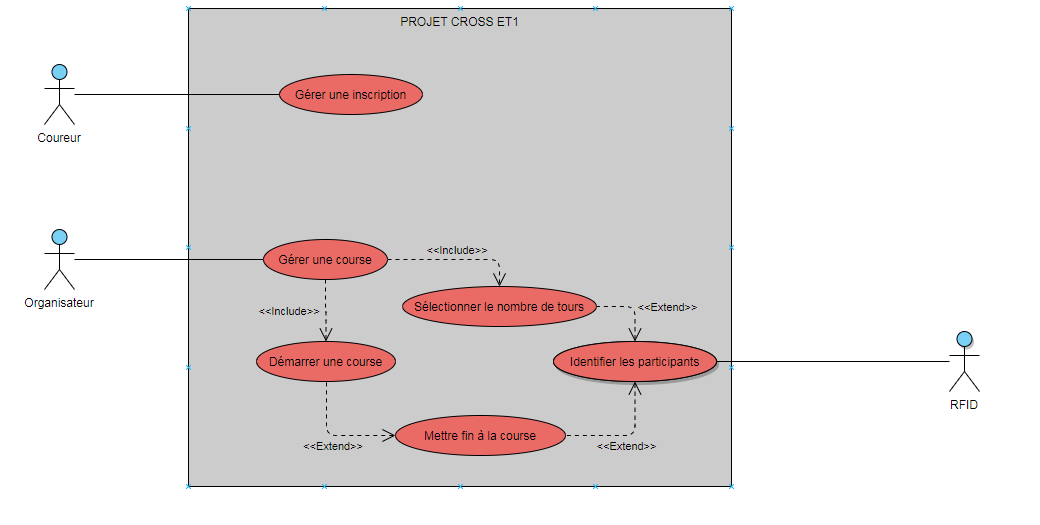 PROJET CROSS ET1
Gérer une inscription
Coureur
<<Include>>
Gérer une course
Organisateur
Sélectionner le nombre de tours
<<Extend>>
<<Include>>
Démarrer une course
Identifier les participants
RFID
Mettre fin à la course
<<Extend>>
<<Extend>>